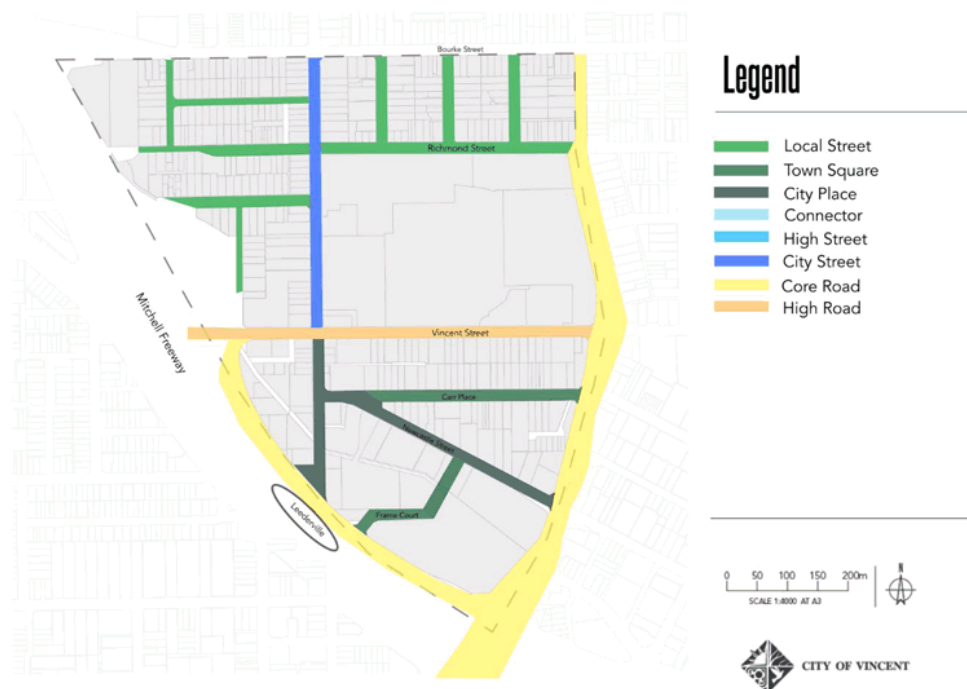 Bourke Street
Legend
Local Street
Town Square
City Place
Connector
High Street
City Street
Core Road
High Road
Richmond Street
Mitchell Freeway
Vincent Street
Carr Place
Newcastle Street
Frame Court
Leederville
0 50 100 150 200m
SCALE 1:4000 AT A3
N
CITY OF VINCENT